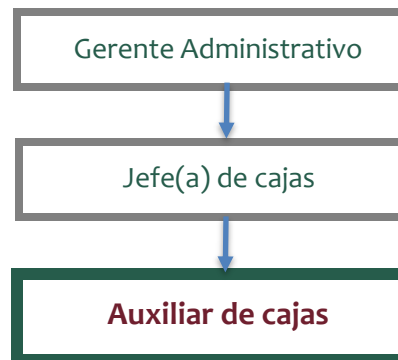 Gerente Administrativo
Jefe(a) de cajas
Auxiliar de cajas